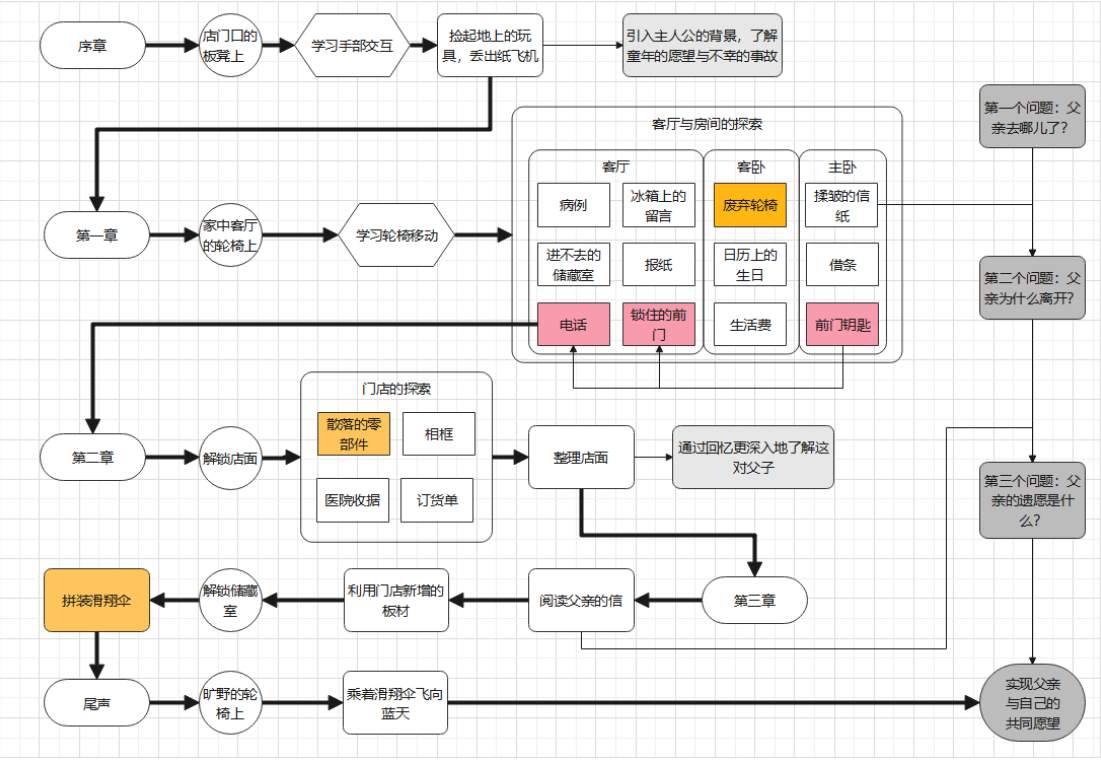 序章
店门口的
板凳上
学习手部交互
捡起地上的玩
具，丢出纸飞机
引入主人公的背景，了解
童年的愿望与不幸的事故
第一个问题：父
亲去哪儿了？
第一章
家中客厅
的轮椅上
学习轮椅移动
客厅与房间的探索
客厅
病例
冰箱上的
留言
进不去的
储藏室
报纸
电话
锁住的前
门
客卧
废弃轮椅
日历上的
生日
生活费
主卧
揉皱的信
纸
借条
前门钥匙
第二个问题：父
亲为什么离开？
第二章
解锁店面
门店的探索
散落的零
部件
相框
医院收据
订货单
整理店面
通过回忆更深入地了解这
对父子
第三个问题：父
亲的遗愿是什
么？
第三章
阅读父亲的信
利用门店新增的
板材
解锁储藏
室
拼装滑翔伞
尾声
旷野的轮
椅上
乘着滑翔伞飞向
蓝天
实现父亲
与自己的
共同愿望